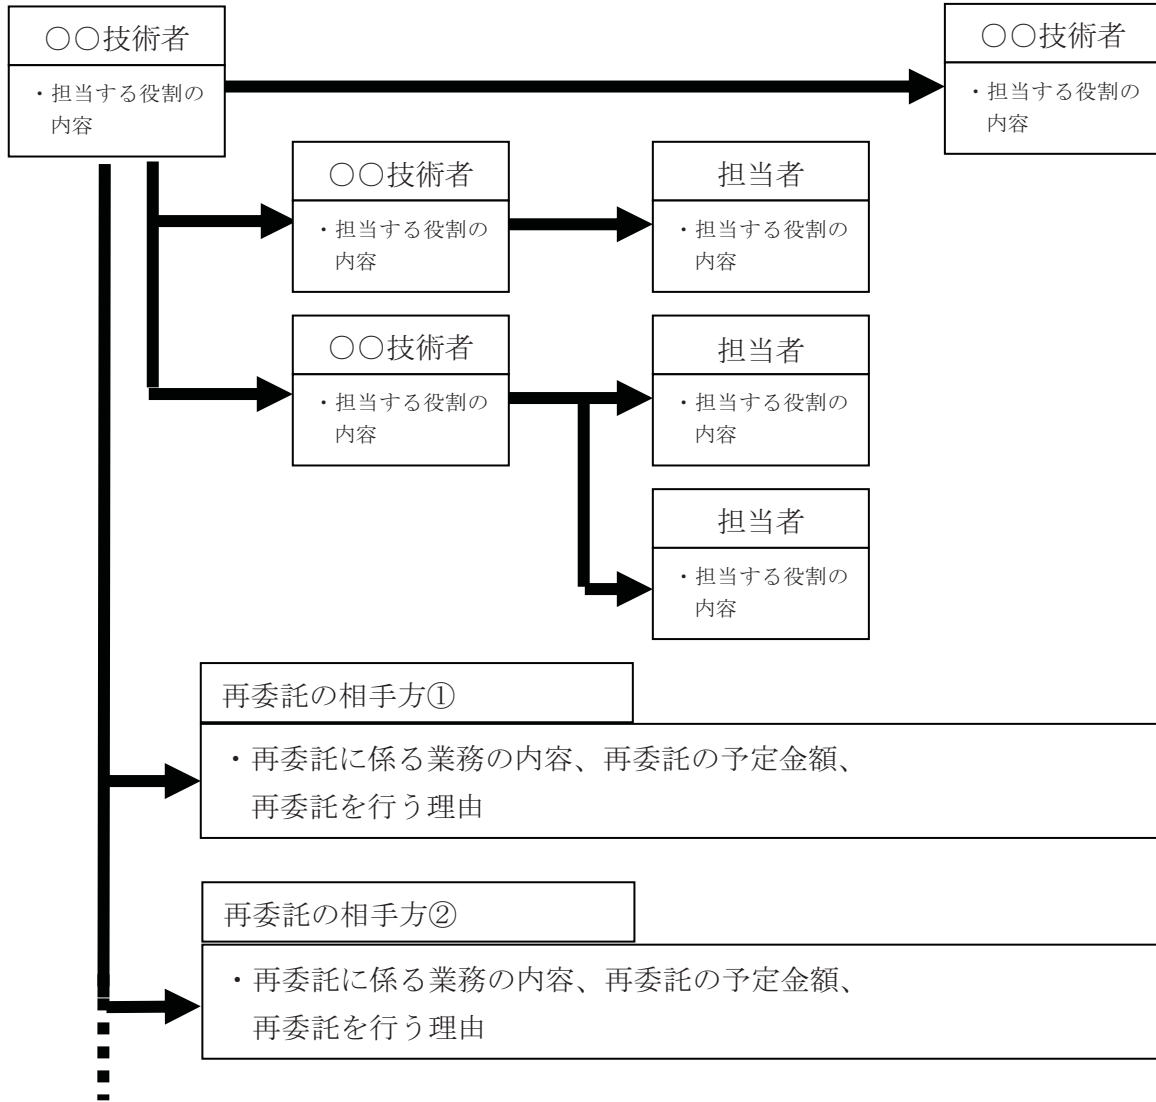 〇〇技術者
・担当する役割の
内容
〇〇技術者
・担当する役割の
内容
〇〇技術者
・担当する役割の
内容
担当者
・担当する役割の
内容
〇〇技術者
・担当する役割の
内容
担当者
・担当する役割の
内容
担当者
・担当する役割の
内容
再委託の相手方①
・再委託に係る業務の内容、再委託の予定金額、
再委託を行う理由
再委託の相手方②
・再委託に係る業務の内容、再委託の予定金額、
再委託を行う理由